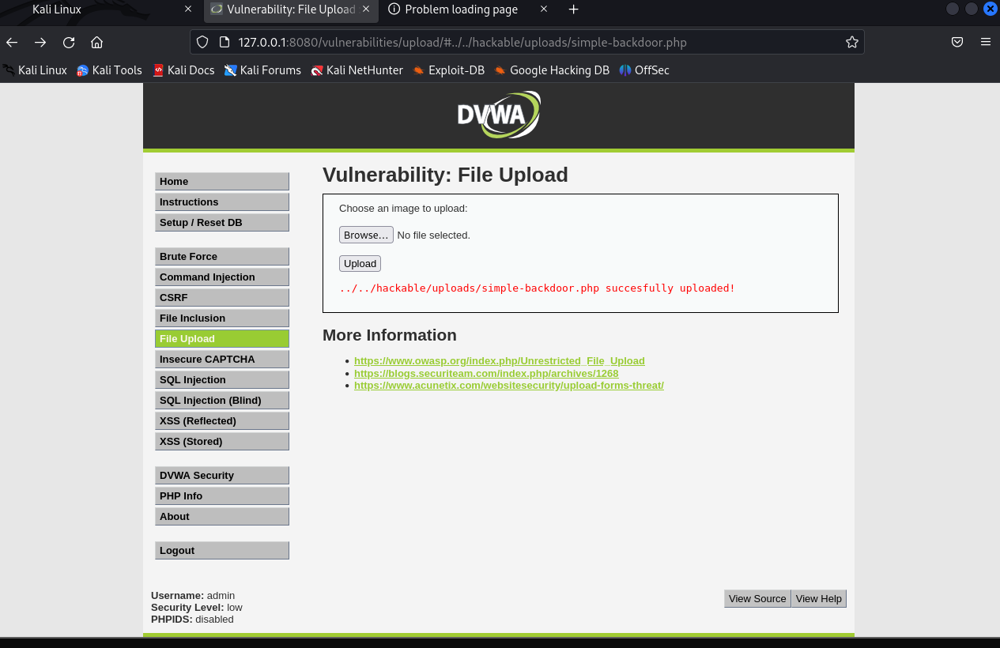 Kali Linux
Vulnerability: File Upload
Problem loading page
127.0.0.1:8080/vulnerabilities/upload/#../../hackable/uploads/simple-backdoor.php
Kali Linux Kali Tools Kali Docs Kali Forums Kali NetHunter Exploit-DB Google Hacking DB OffSec
DVWA
Home
Instructions
Setup / Reset DB
Brute Force
Command Injection
CSRF
File Inclusion
File Upload
Insecure CAPTCHA
SQL Injection
SQL Injection (Blind)
XSS (Reflected)
XSS (Stored)
DVWA Security
PHP Info
About
Logout
Vulnerability: File Upload
Choose an image to upload:
Browse... No file selected.
Upload
../../hackable/uploads/simple-backdoor.php succesfully uploaded!
More Information
https://www.owasp.org/index.php/Unrestricted_File_Upload
https://blogs.securiteam.com/index.php/archives/1268
https://www.acunetix.com/websitesecurity/upload-forms-threat/
Username: admin
Security Level: low
PHPIDS: disabled
View Source View Help